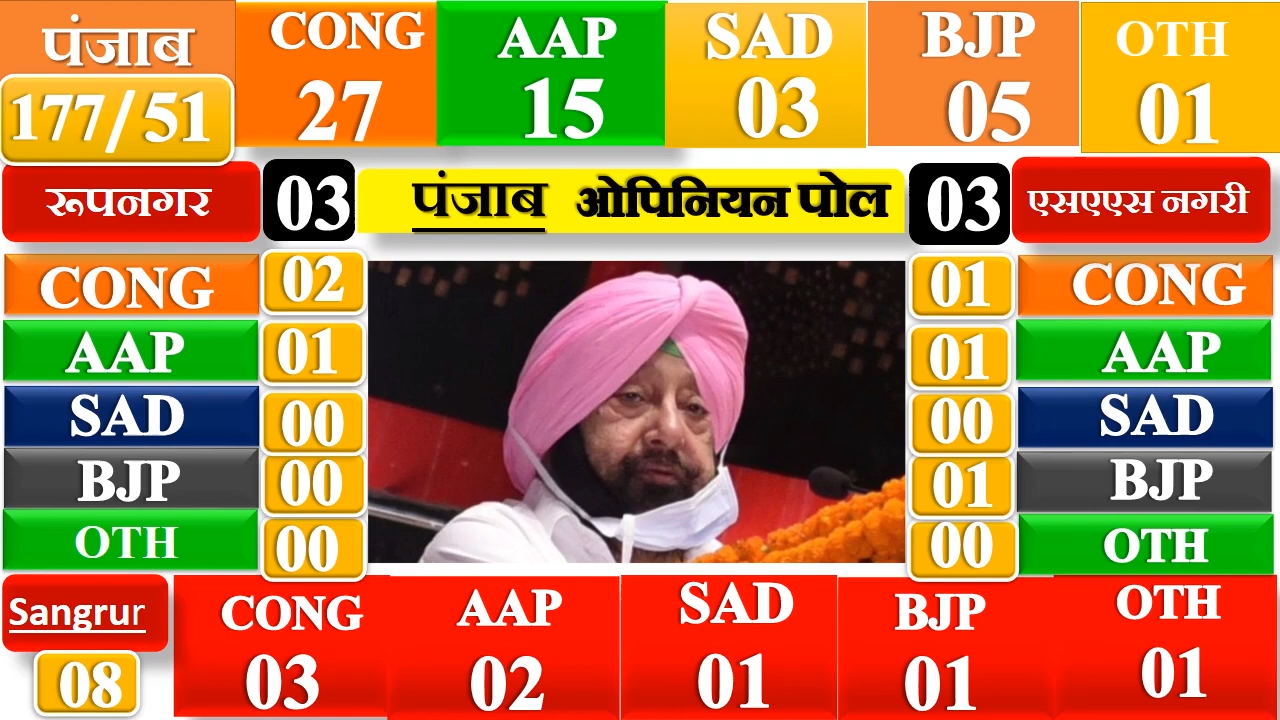 पंजाब
177/51
CONG
27
AAP
15
SAD
03
BJP
05
OTH
01
रूपनगर
03
पंजाब ओपिनियन पोल
03
एसएएस नगरी
CONG 02
AAP 01
SAD 00
BJP 00
OTH 00
01 CONG
01 AAP
00 SAD
01 BJP
00 OTH
Sangrur
08
CONG
03
AAP
02
SAD
01
BJP
01
OTH
01